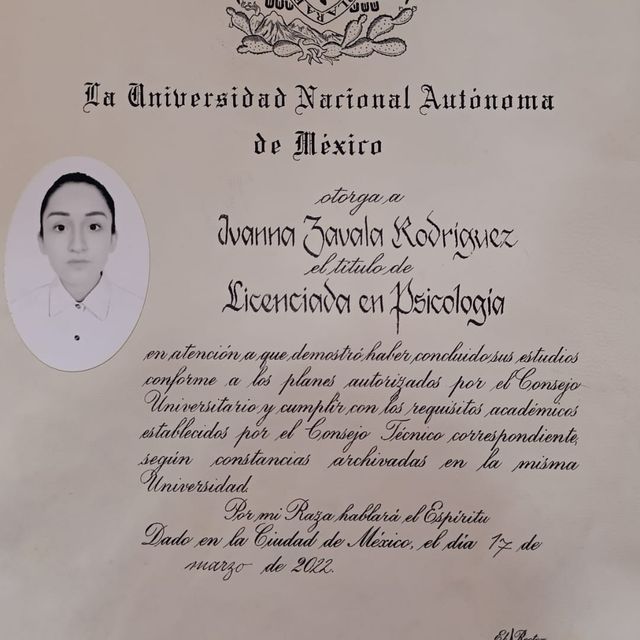 La Universidad Nacional Autónoma
de México
otorga a
Ivanna Zavala Rodríguez
el título de
Licenciada en Psicología
en atención a que demostró haber concluido sus estudios
conforme a los planes autorizados por el Consejo
Universitario y cumplir con los requisitos académicos
establecidos por el Consejo Técnico correspondiente,
según constancias archivadas en la misma
Universidad.
Por mi Raza hablará el Espíritu
Dado en la Ciudad de México, el día 17 de
marzo de 2022.
El Rector